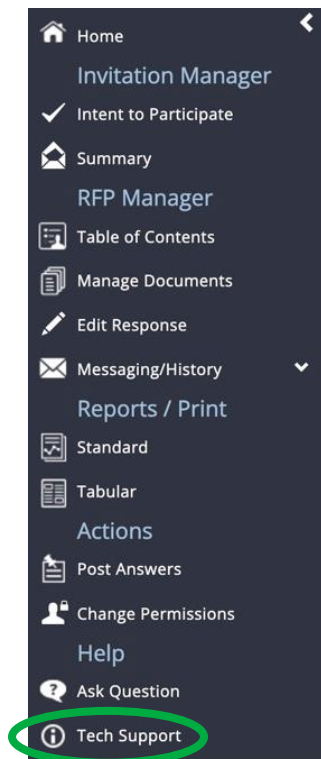 Home
Invitation Manager
Intent to Participate
Summary
RFP Manager
Table of Contents
Manage Documents
Edit Response
Messaging/History
Reports / Print
Standard
Tabular
Actions
Post Answers
Change Permissions
Help
Ask Question
Tech Support